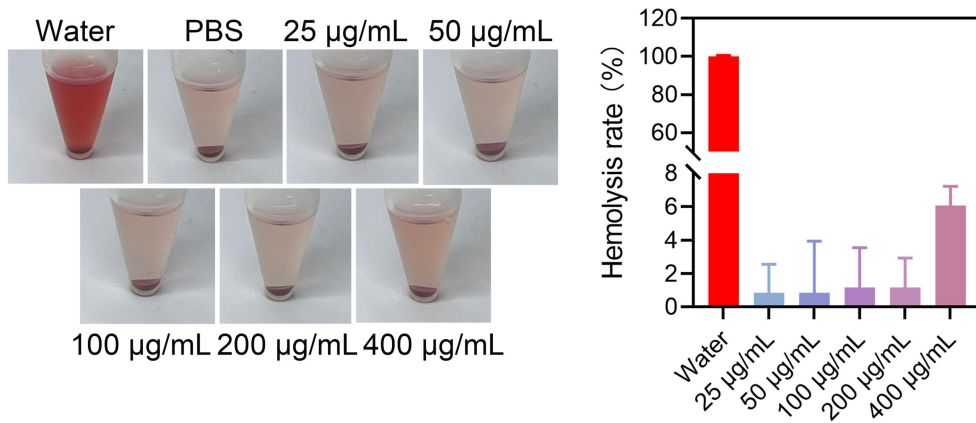 Water PBS 25 μg/mL 50 μg/mL
100 μg/mL 200 μg/mL 400 μg/mL
Hemolysis rate（%）
120
100
80
60
8
6
4
2
0
Water
25 μg/mL
50 μg/mL
100 μg/mL
200 μg/mL
400 μg/mL